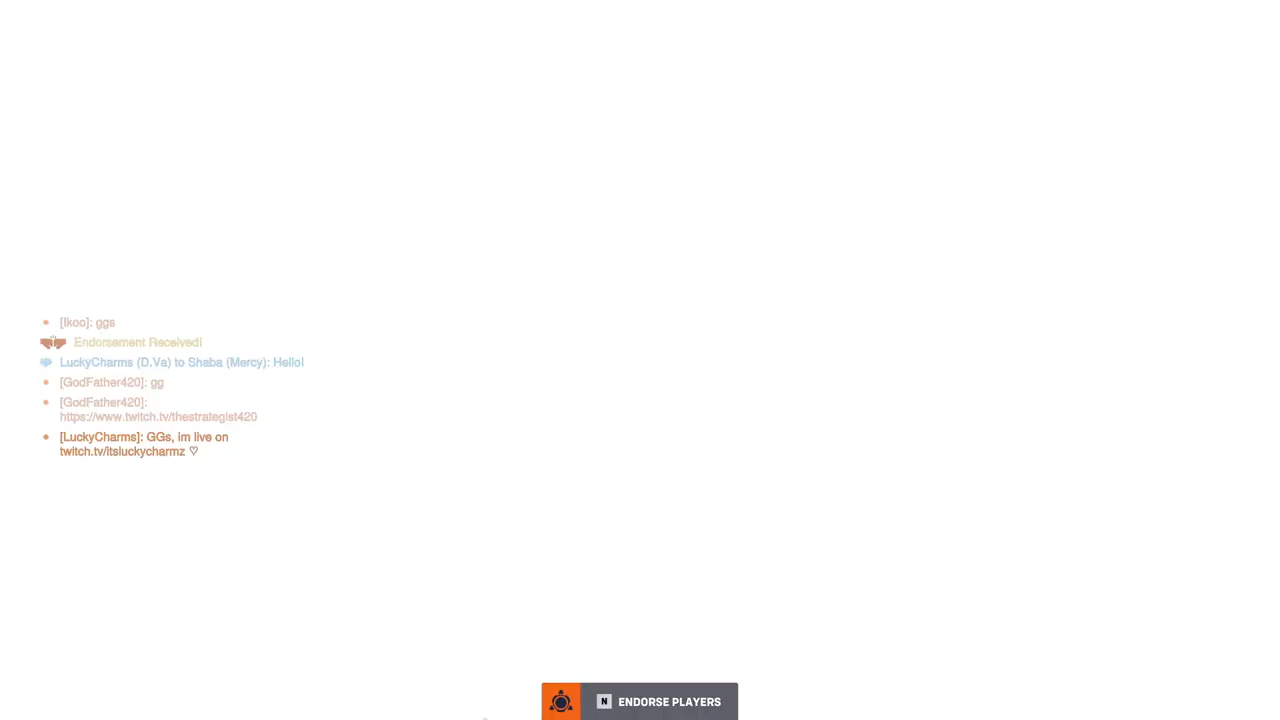 [Ikoo]: ggs
Endorsement Received!
LuckyCharms (D.Va) to Shaba (Mercy): Hello!
[GodFather420]: gg
[GodFather420]:
https://www.twitch.tv/thestrategist420
[LuckyCharms]: GGs, im live on
twitch.tv/itsluckycharmz ♡
N ENDORSE PLAYERS